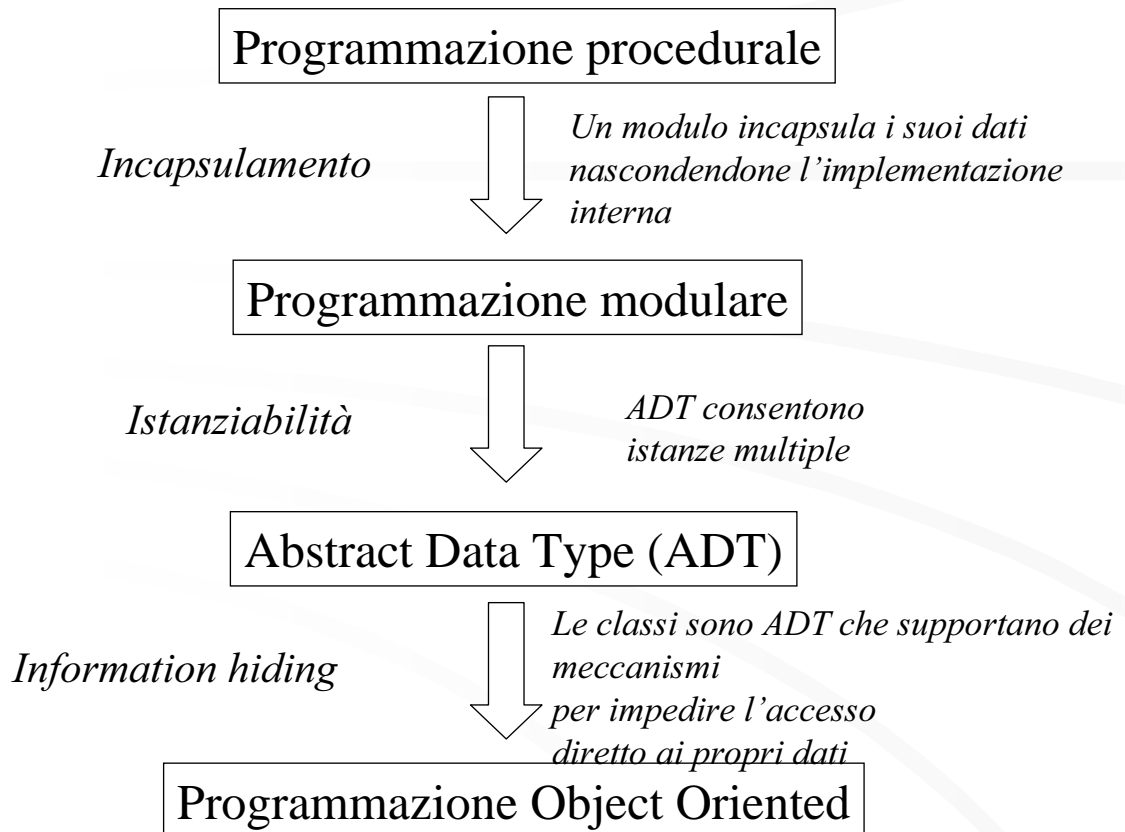 Programmazione procedurale
Incapsulamento
Un modulo incapsula i suoi dati
nascondendone l’implementazione
interna
Programmazione modulare
Istanziabilità
ADT consentono
istanze multiple
Abstract Data Type (ADT)
Information hiding
Le classi sono ADT che supportano dei
meccanismi
per impedire l’accesso
diretto ai propri dati
Programmazione Object Oriented